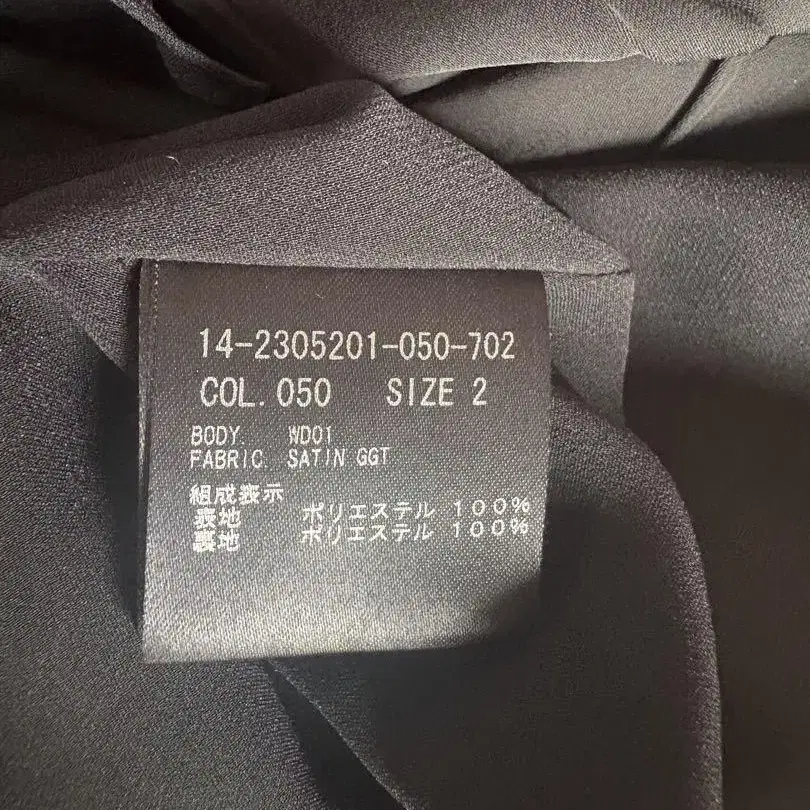 14-2305201-050-702
COL. 050 SIZE 2
BODY. WD01
FABRIC. SATIN GGT
組成表示
表地 ポリエステル 100%
裏地 ポリエステル 100%